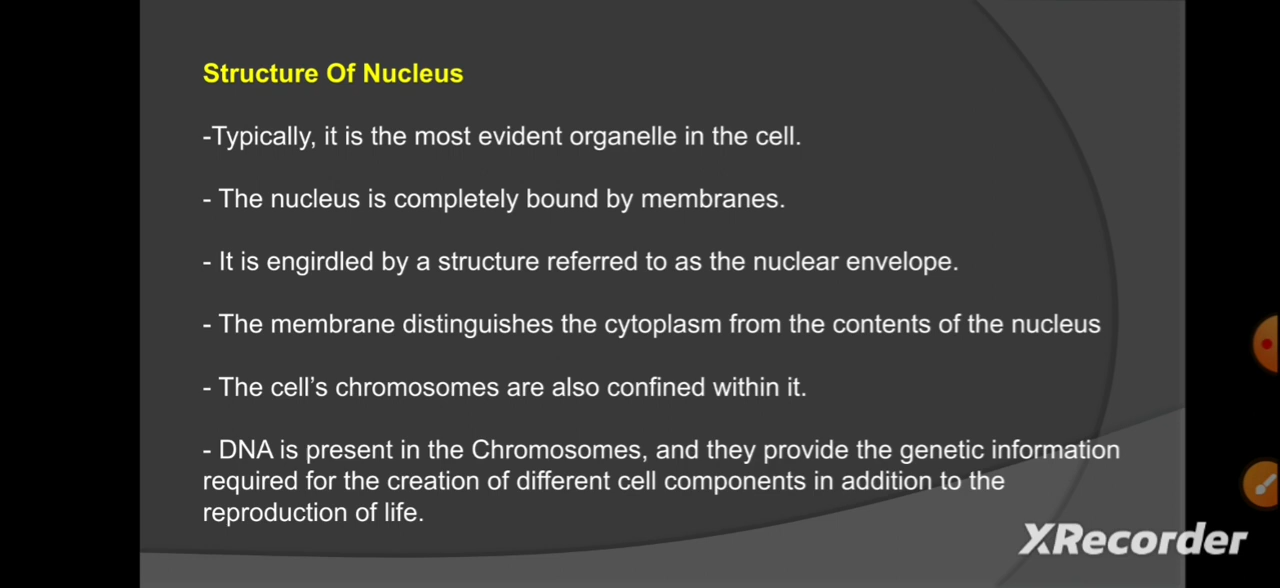 Structure Of Nucleus
-Typically, it is the most evident organelle in the cell.
- The nucleus is completely bound by membranes.
- It is engirdled by a structure referred to as the nuclear envelope.
- The membrane distinguishes the cytoplasm from the contents of the nucleus
- The cell’s chromosomes are also confined within it.
- DNA is present in the Chromosomes, and they provide the genetic information
required for the creation of different cell components in addition to the
reproduction of life.
XRecorder